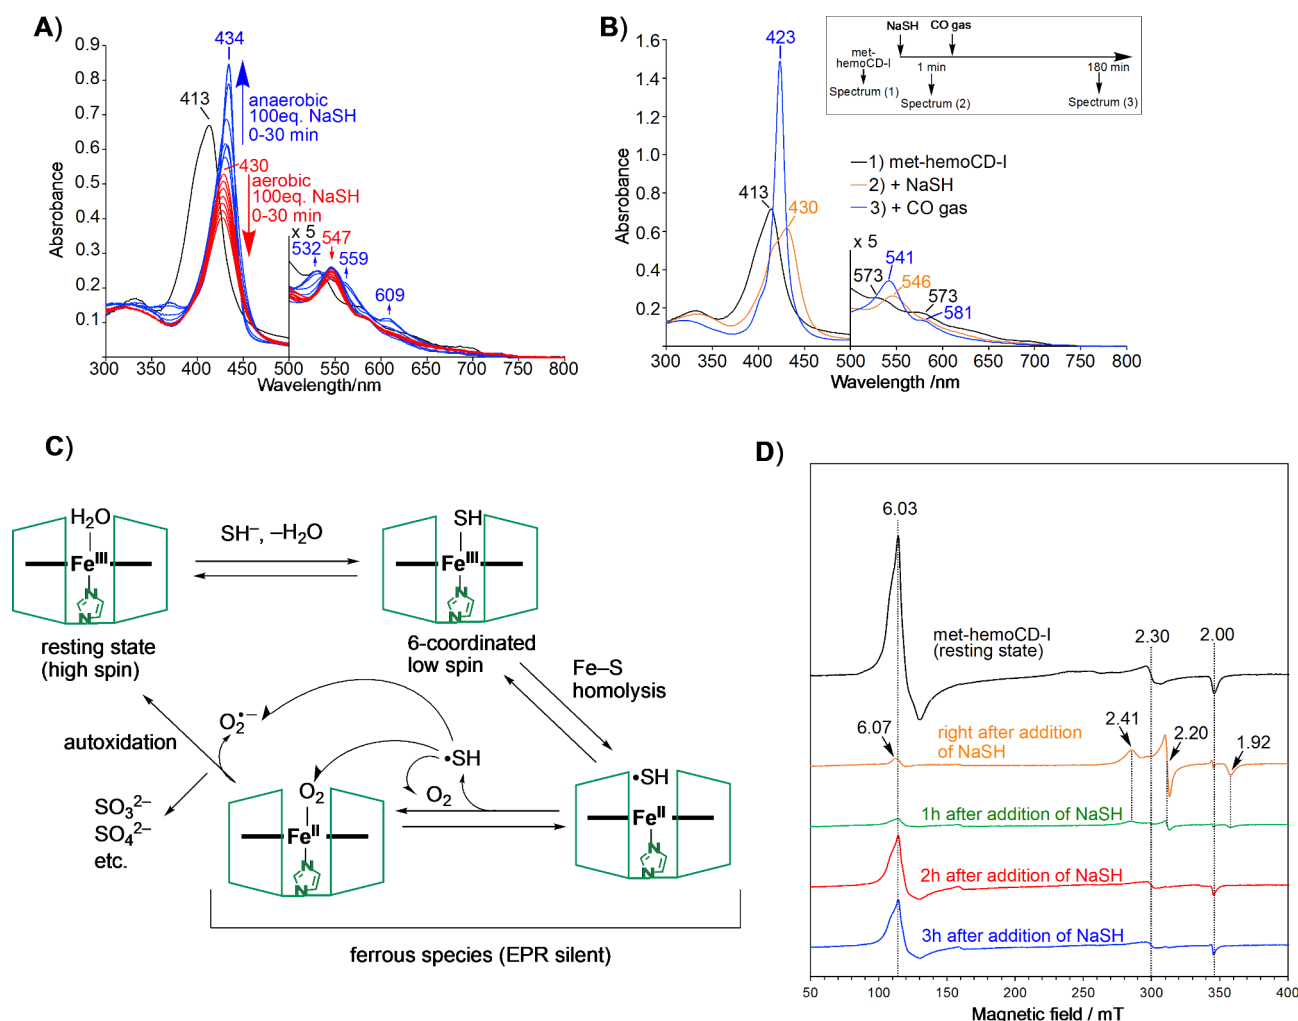 A)
0.9
0.8
0.7
0.6
0.5
0.4
0.3
0.2
0.1
Absrobance
434
413
anaerobic
100eq. NaSH
0-30 min
430
aerobic
100eq. NaSH
0-30 min
x 5
532
547
559
609
300 350 400 450 500 550 600 650 700 750 800
Wavelength/nm
B)
1.6
1.4
1.2
1.0
0.8
0.6
0.4
0.2
Absrobance
423
413
430
NaSH CO gas
met-
hemoCD-I
1 min
180 min
Spectrum (1)
Spectrum (2)
Spectrum (3)
1) met-hemoCD-I
2) + NaSH
3) + CO gas
x 5
573
541
546
573
581
300 350 400 450 500 550 600 650 700 750 800
Wavelength /nm
C)
H2O
FeIII
N
N
resting state
(high spin)
SH–, –H2O
SH
FeIII
N
N
6-coordinated
low spin
Fe–S
homolysis
autoxidation
O2•–
•SH
O2
SO32–
SO42–
etc.
O2
FeII
N
N
•SH
FeII
N
N
ferrous species (EPR silent)
D)
6.03
met-hemoCD-I
(resting state)
2.30
2.00
6.07
right after addition
of NaSH
2.41
2.20
1.92
1h after addition of NaSH
2h after addition of NaSH
3h after addition of NaSH
50 100 150 200 250 300 350 400
Magnetic field / mT